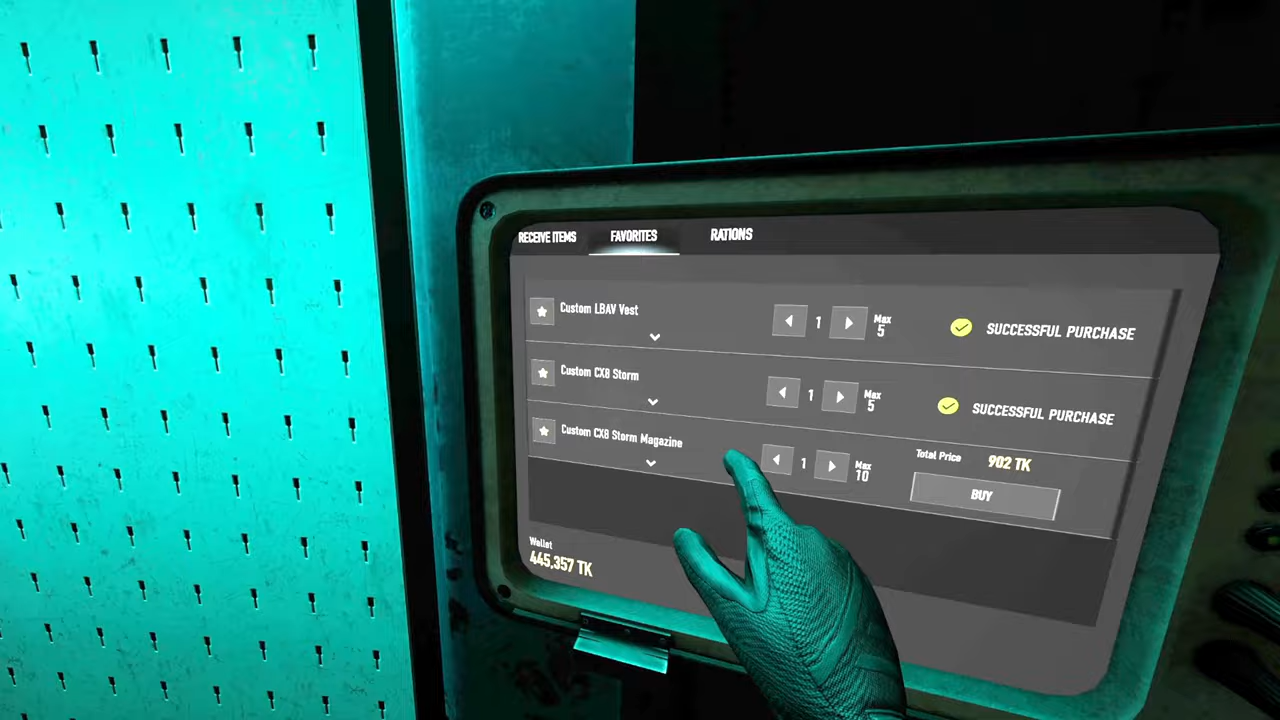 RECEIVE ITEMS FAVORITES RATIONS
Custom LBAV Vest 1 Max 5 SUCCESSFUL PURCHASE
Custom CX8 Storm 1 Max 5 SUCCESSFUL PURCHASE
Custom CX8 Storm Magazine 1 Max 10 Total Price 902 TK
BUY
Wallet
445,357 TK